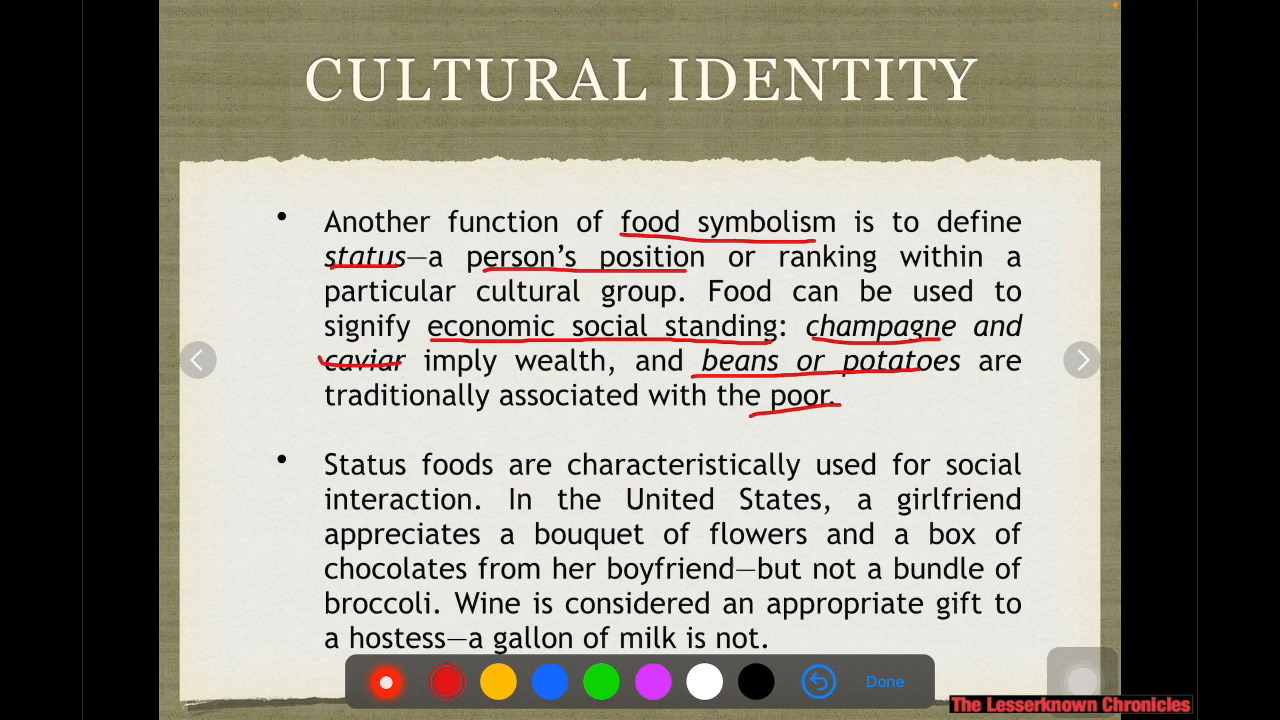 CULTURAL IDENTITY
• Another function of food symbolism is to define
status—a person’s position or ranking within a
particular cultural group. Food can be used to
signify economic social standing: champagne and
caviar imply wealth, and beans or potatoes are
traditionally associated with the poor.
• Status foods are characteristically used for social
interaction. In the United States, a girlfriend
appreciates a bouquet of flowers and a box of
chocolates from her boyfriend—but not a bundle of
broccoli. Wine is considered an appropriate gift to
a hostess—a gallon of milk is not.
Done
The Lesserknown Chronicles